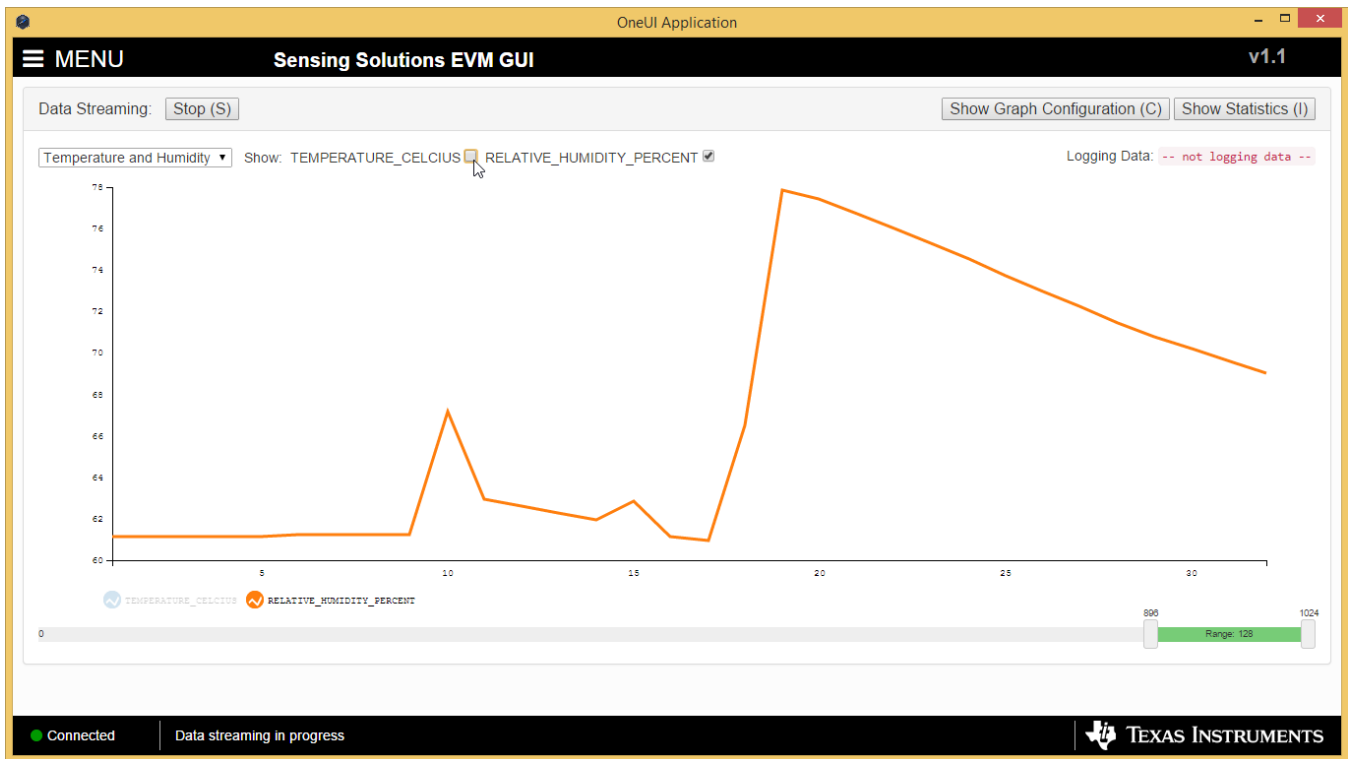 OneUI Application
MENU
Sensing Solutions EVM GUI
v1.1
Data Streaming: Stop (S)
Show Graph Configuration (C) Show Statistics (I)
Temperature and Humidity Show: TEMPERATURE_CELCIUS RELATIVE_HUMIDITY_PERCENT
Logging Data: -- not logging data --
78
76
74
72
70
68
66
64
62
60
5 10 15 20 25 30
TEMPERATURE_CELCIUS RELATIVE_HUMIDITY_PERCENT
896 1024
0 Range: 128
Connected Data streaming in progress
TEXAS INSTRUMENTS